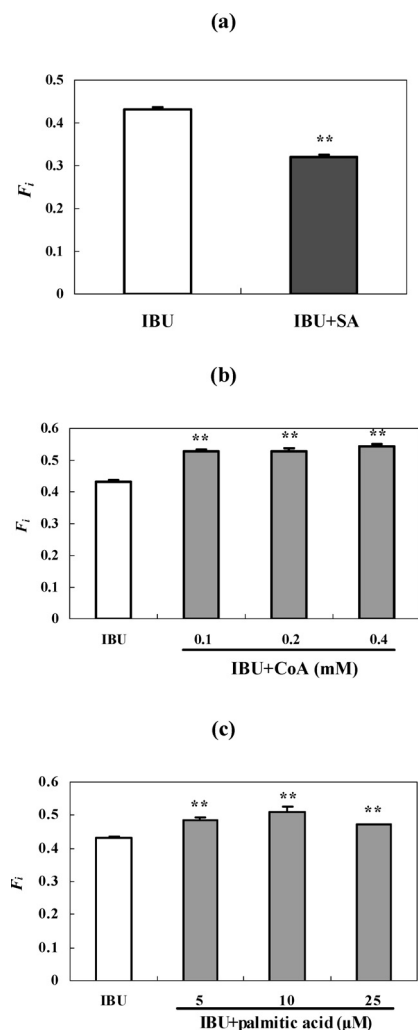 (a)
0.5
0.4
0.3
0.2
0.1
0
Fi
**
IBU IBU+SA
(b)
0.6
0.5
0.4
0.3
0.2
0.1
0
Fi
** ** **
IBU 0.1 0.2 0.4
IBU+CoA (mM)
(c)
0.6
0.5
0.4
0.3
0.2
0.1
0
Fi
** ** **
IBU 5 10 25
IBU+palmitic acid (μM)